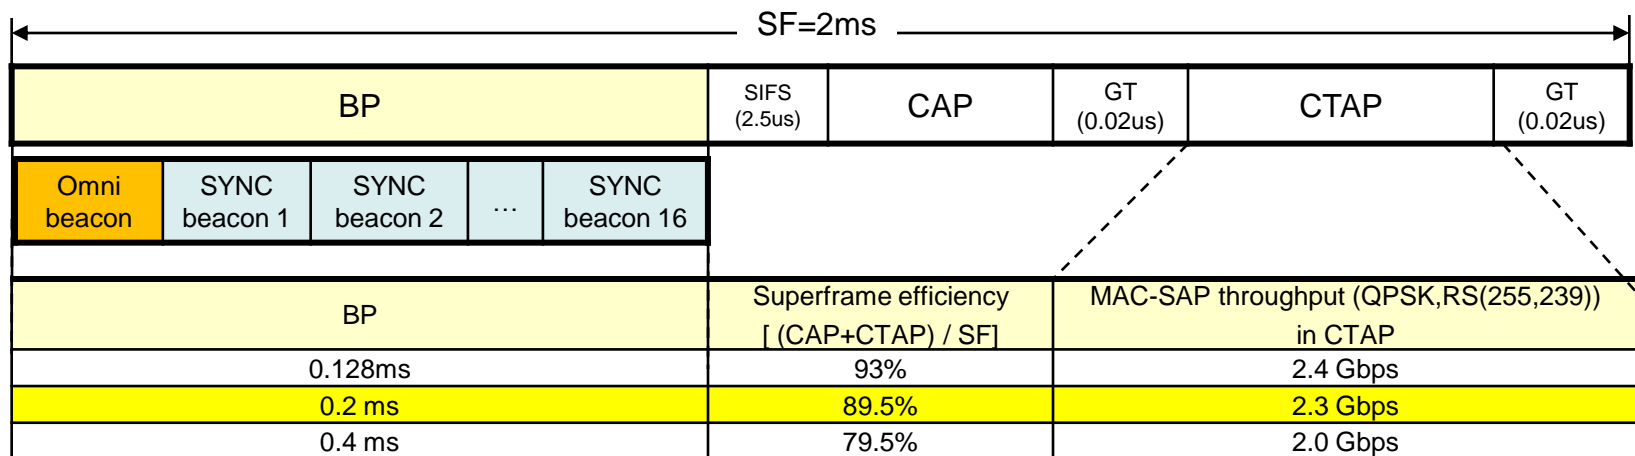 SF=2ms
BP
SIFS
(2.5us)
CAP
GT
(0.02us)
CTAP
GT
(0.02us)
Omni
beacon
SYNC
beacon 1
SYNC
beacon 2
…
SYNC
beacon 16
BP
Superframe efficiency
[ (CAP+CTAP) / SF]
MAC-SAP throughput (QPSK,RS(255,239))
in CTAP
0.128ms
93%
2.4 Gbps
0.2 ms
89.5%
2.3 Gbps
0.4 ms
79.5%
2.0 Gbps